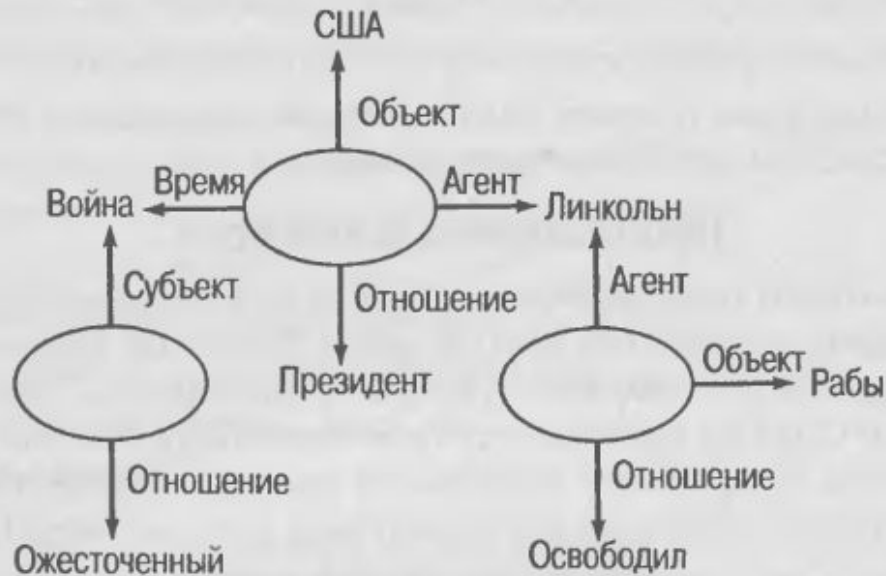 США
Объект
Война
Время
Агент
Линкольн
Субъект
Отношение
Агент
Президент
Объект
Рабы
Отношение
Отношение
Ожесточенный
Освободил